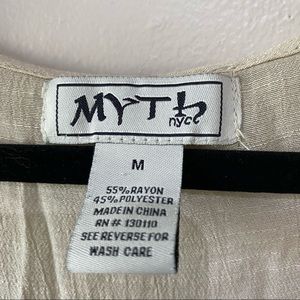 MYTh
nyc
M
55% RAYON
45% POLYESTER
MADE IN CHINA
RN # 130110
SEE REVERSE FOR
WASH CARE